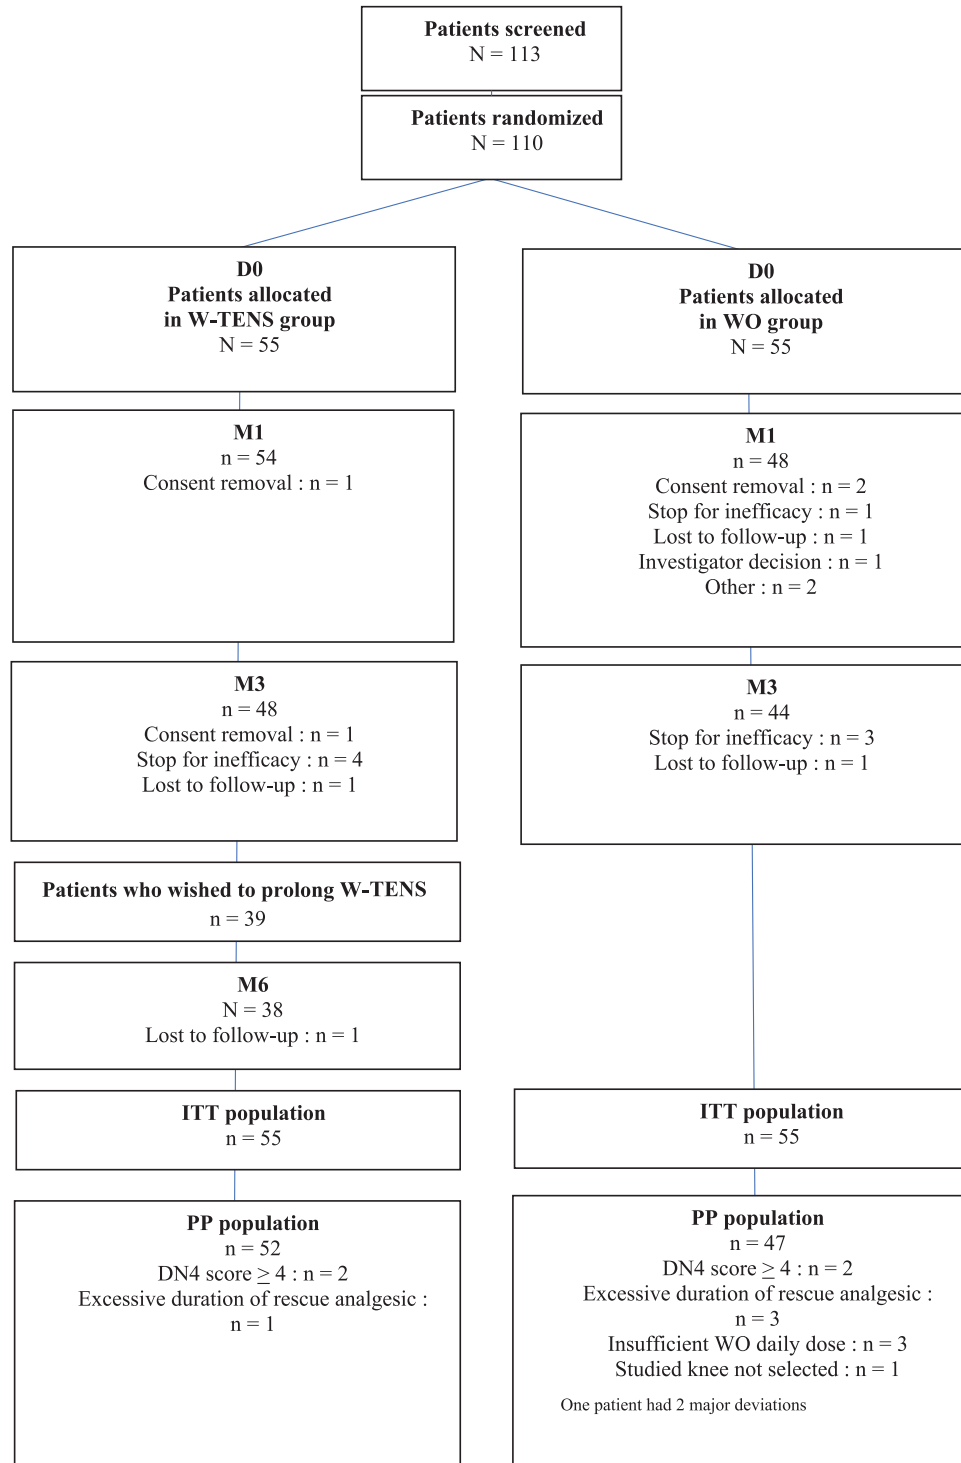 Patients screened
N = 113
Patients randomized
N = 110
D0
Patients allocated
in W-TENS group
N = 55
D0
Patients allocated
in WO group
N = 55
M1
n = 54
Consent removal : n = 1
M1
n = 48
Consent removal : n = 2
Stop for inefficacy : n = 1
Lost to follow-up : n = 1
Investigator decision : n = 1
Other : n = 2
M3
n = 48
Consent removal : n = 1
Stop for inefficacy : n = 4
Lost to follow-up : n = 1
M3
n = 44
Stop for inefficacy : n = 3
Lost to follow-up : n = 1
Patients who wished to prolong W-TENS
n = 39
M6
N = 38
Lost to follow-up : n = 1
ITT population
n = 55
ITT population
n = 55
PP population
n = 52
DN4 score ≥ 4 : n = 2
Excessive duration of rescue analgesic :
n = 1
PP population
n = 47
DN4 score ≥ 4 : n = 2
Excessive duration of rescue analgesic :
n = 3
Insufficient WO daily dose : n = 3
Studied knee not selected : n = 1
One patient had 2 major deviations